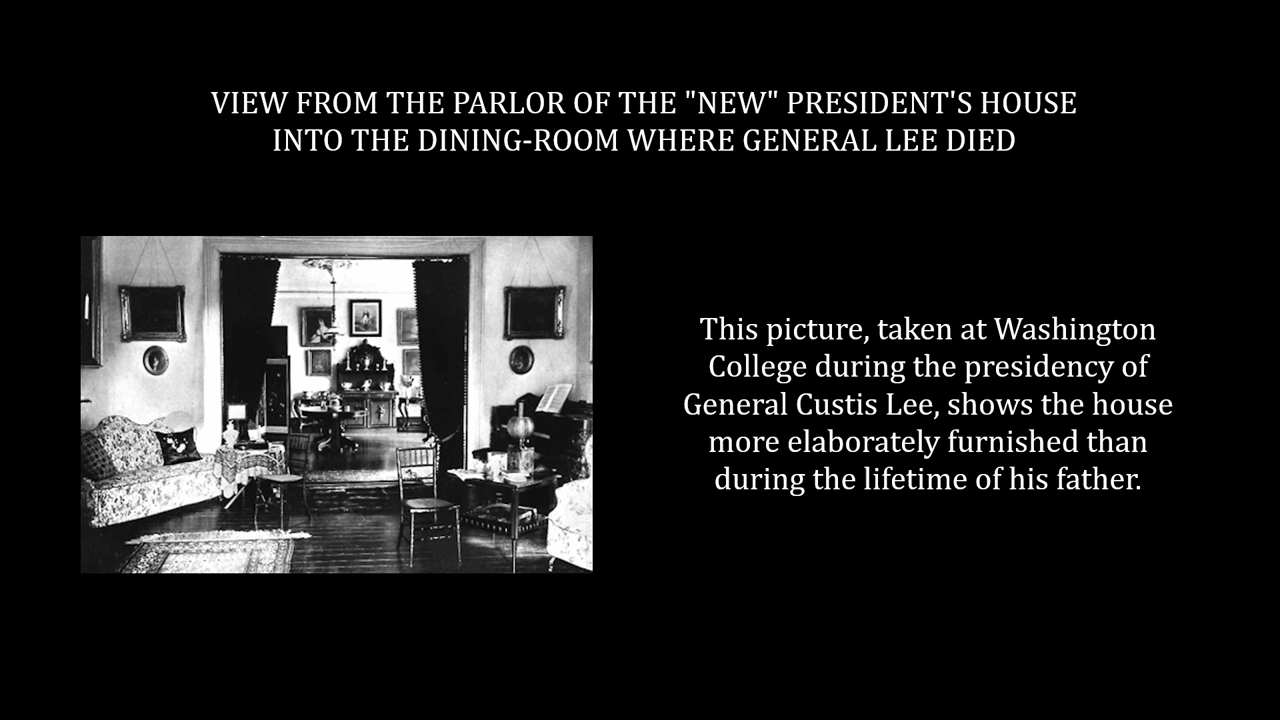 VIEW FROM THE PARLOR OF THE "NEW" PRESIDENT'S HOUSE
INTO THE DINING-ROOM WHERE GENERAL LEE DIED
This picture, taken at Washington
College during the presidency of
General Custis Lee, shows the house
more elaborately furnished than
during the lifetime of his father.